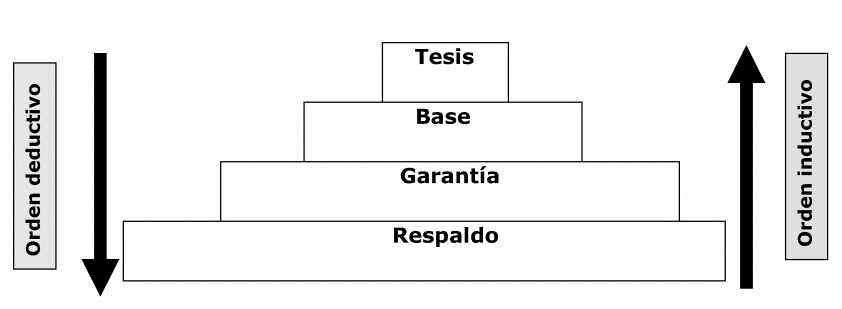 Orden deductivo
Tesis
Base
Garantía
Respaldo
Orden inductivo